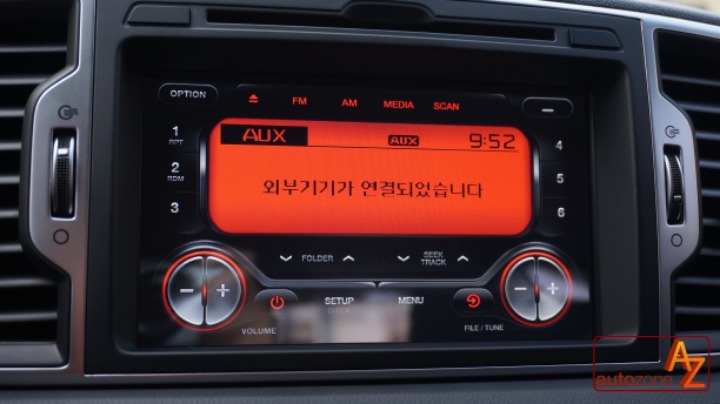 OPTION
FM AM MEDIA SCAN
1
RPT
2
RDM
3
AUX AUX 9:52
외부기기가 연결되었습니다
4
5
6
FOLDER
SEEK
TRACK
SETUP
CLOCK
MENU
VOLUME
FILE / TUNE
AZ
autozone